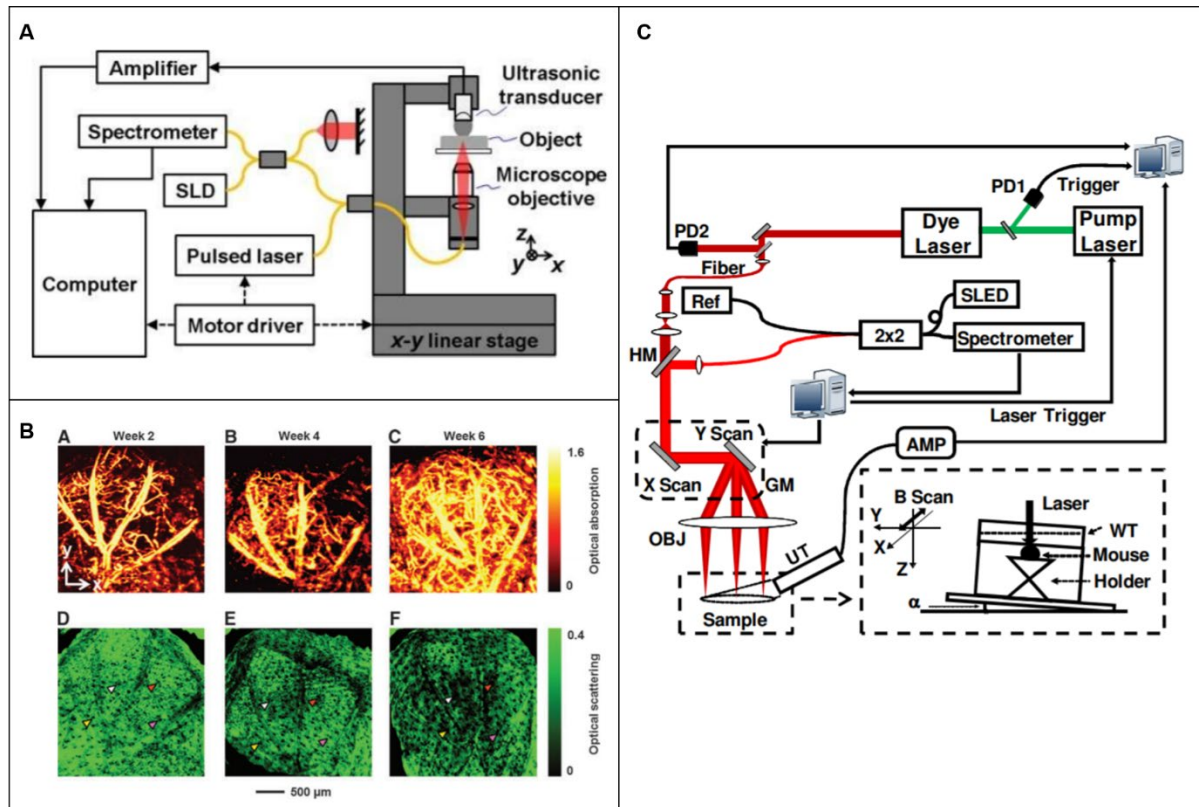 A
Amplifier
Ultrasonic
transducer
Spectrometer
Object
SLD
Microscope
objective
Pulsed laser
z
y
x
Computer
Motor driver
x-y linear stage
B
A
Week 2
B
Week 4
C
Week 6
y
x
1.6
0
Optical absorption
D
E
F
0.4
0
Optical scattering
500 µm
C
PD1
Trigger
PD2
Dye
Laser
Pump
Laser
Fiber
Ref
SLED
2x2
Spectrometer
HM
Laser Trigger
Y Scan
AMP
X Scan
GM
OBJ
UT
Sample
B Scan
Y
X
Z
Laser
WT
Mouse
Holder
α